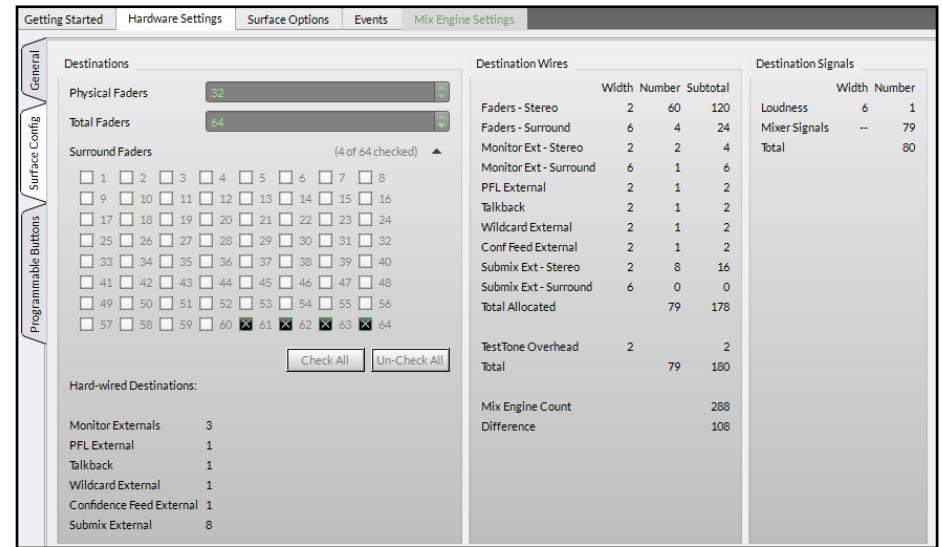 Getting Started Hardware Settings Surface Options Events Mix Engine Settings
General
Surface Config
Programmable Buttons
Destinations
Physical Faders 32
Total Faders 64
Surround Faders (4 of 64 checked)
1 2 3 4 5 6 7 8
9 10 11 12 13 14 15 16
17 18 19 20 21 22 23 24
25 26 27 28 29 30 31 32
33 34 35 36 37 38 39 40
41 42 43 44 45 46 47 48
49 50 51 52 53 54 55 56
57 58 59 60 61 62 63 64
Check All Un-Check All
Hard-wired Destinations:
Monitor Externals 3
PFL External 1
Talkback 1
Wildcard External 1
Confidence Feed External 1
Submix External 8
Destination Wires
Width Number Subtotal
Faders - Stereo 2 60 120
Faders - Surround 6 4 24
Monitor Ext - Stereo 2 2 4
Monitor Ext - Surround 6 1 6
PFL External 2 1 2
Talkback 2 1 2
Wildcard External 2 1 2
Conf Feed External 2 1 2
Submix Ext - Stereo 2 8 16
Submix Ext - Surround 6 0 0
Total Allocated 79 178
TestTone Overhead 2 2
Total 79 180
Mix Engine Count 288
Difference 108
Destination Signals
Width Number
Loudness 6 1
Mixer Signals -- 79
Total 80